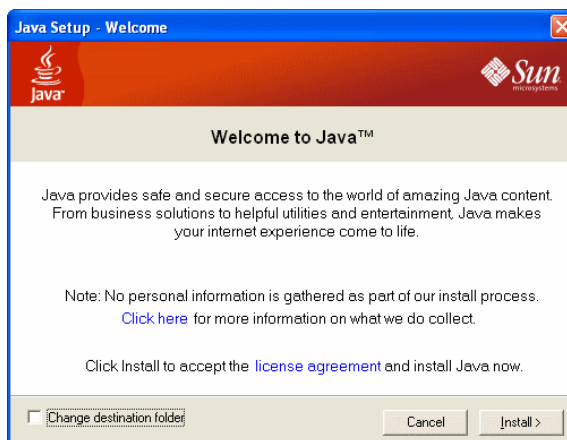 Java Setup - Welcome
Java™
Sun
microsystems
Welcome to Java™
Java provides safe and secure access to the world of amazing Java content.
From business solutions to helpful utilities and entertainment, Java makes
your internet experience come to life.
Note: No personal information is gathered as part of our install process.
Click here for more information on what we do collect.
Click Install to accept the license agreement and install Java now.
Change destination folder
Cancel
Install >